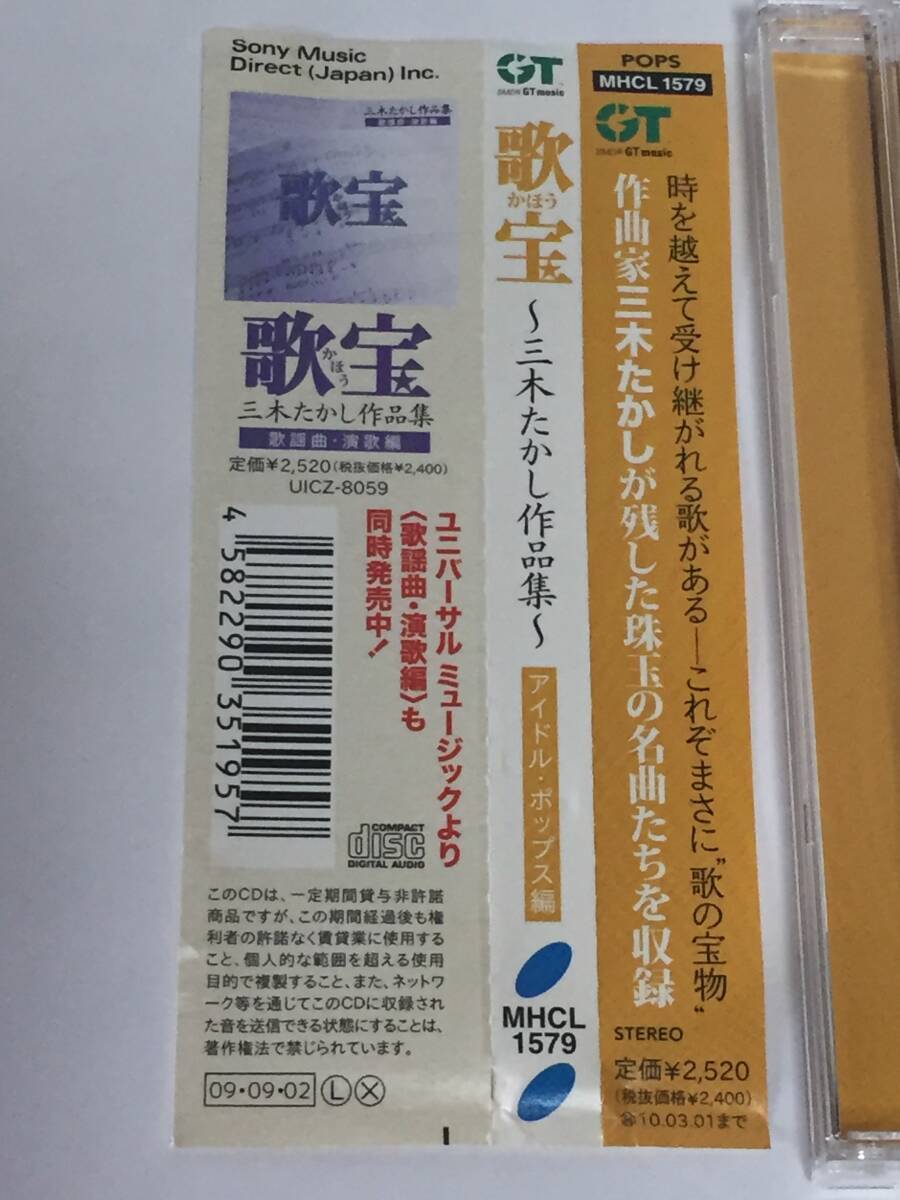 Sony Music
Direct (Japan) Inc.
三木たかし作品集
歌謡曲・演歌編
歌宝
歌宝
かほう
三木たかし作品集
歌謡曲・演歌編
定価¥2,520(税抜価格¥2,400)
UICZ-8059
ユニバーサル ミュージックより
〈歌謡曲・演歌編〉も
同時発売中!
4 582290 351957
COMPACT
disc
DIGITAL AUDIO
このCDは、一定期間貸与非許諾
商品ですが、この期間経過後も権
利者の許諾なく賃貸業に使用する
こと、個人的な範囲を超える使用
目的で複製すること、また、ネットワ
ーク等を通じてこのCDに収録され
た音を送信できる状態にすることは、
著作権法で禁じられています。
09・09・02 Ⓛ Ⓧ
GT
GT music
歌宝
かほう
～三木たかし作品集～
アイドル・ポップス編
MHCL
1579
POPS
MHCL 1579
GT
GT music
時を越えて受け継がれる歌がある―これぞまさに〝歌の宝物〟
作曲家三木たかしが残した珠玉の名曲たちを収録
STEREO
定価¥2,520
(税抜価格¥2,400)
10.03.01まで